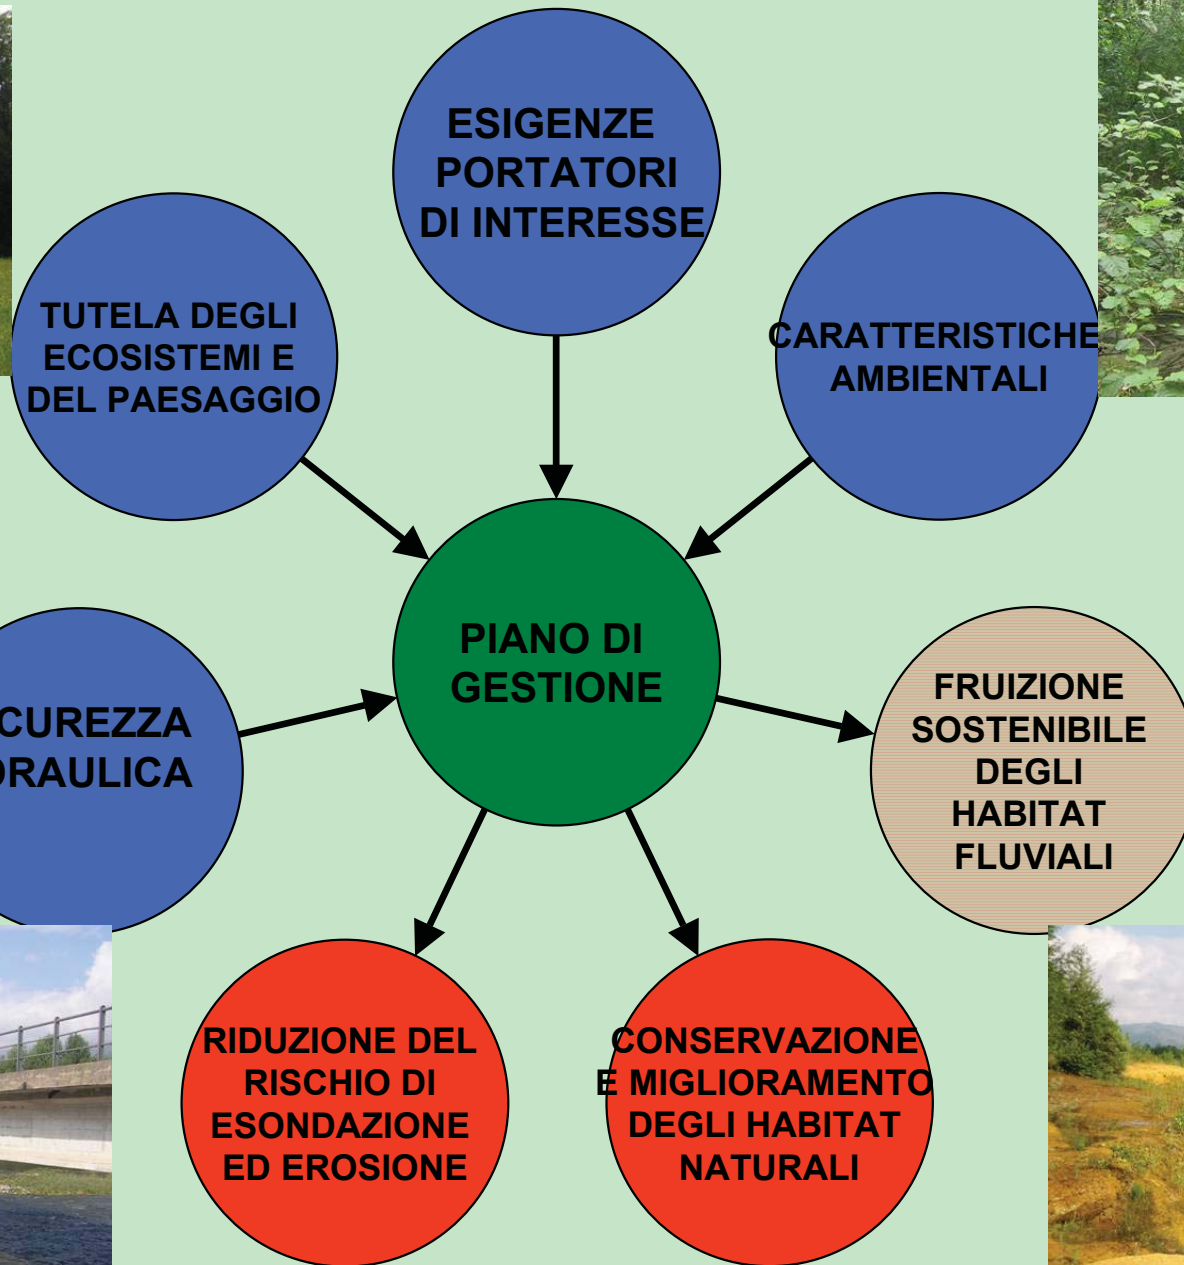 ESIGENZE
PORTATORI
DI INTERESSE
TUTELA DEGLI
ECOSISTEMI E
DEL PAESAGGIO
CARATTERISTICHE
AMBIENTALI
PIANO DI
GESTIONE
CUREZZA
DRAULICA
FRUIZIONE
SOSTENIBILE
DEGLI
HABITAT
FLUVIALI
RIDUZIONE DEL
RISCHIO DI
ESONDAZIONE
ED EROSIONE
CONSERVAZIONE
E MIGLIORAMENTO
DEGLI HABITAT
NATURALI